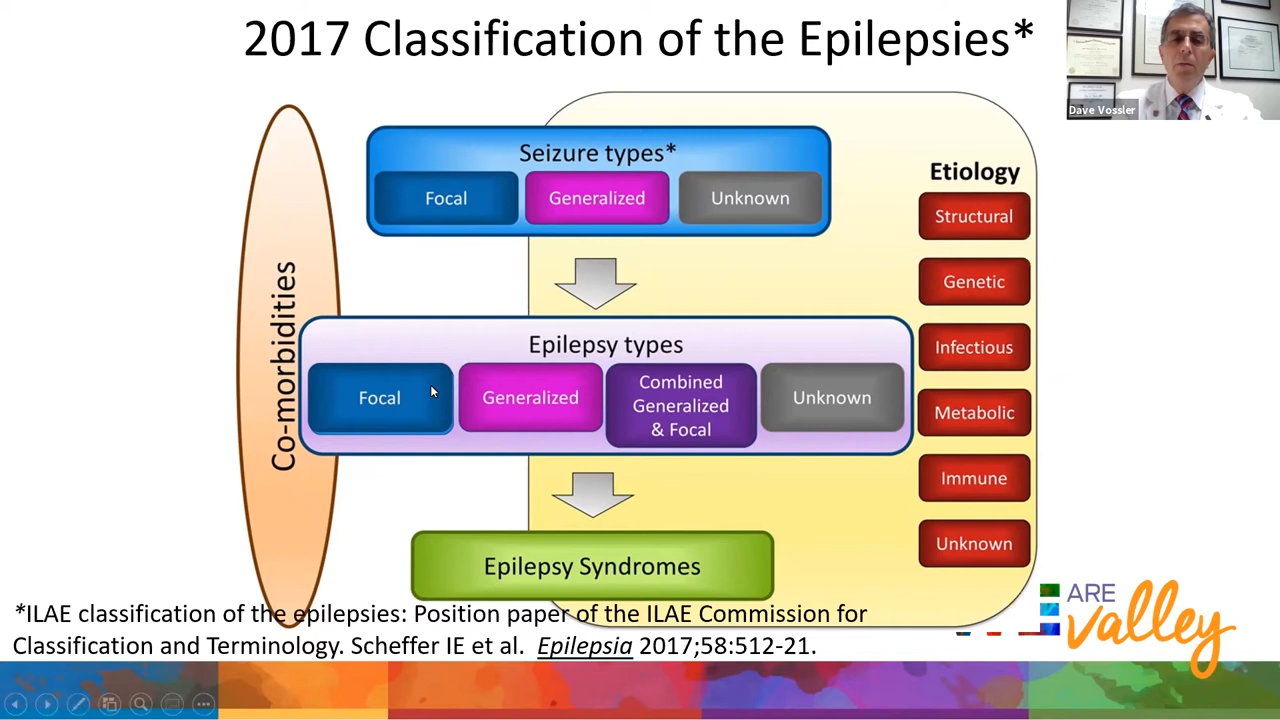 2017 Classification of the Epilepsies*
Dave Vossler
Co-morbidities
Seizure types*
Focal
Generalized
Unknown
Epilepsy types
Focal
Generalized
Combined
Generalized
& Focal
Unknown
Epilepsy Syndromes
Etiology
Structural
Genetic
Infectious
Metabolic
Immune
Unknown
*ILAE classification of the epilepsies: Position paper of the ILAE Commission for
Classification and Terminology. Scheffer IE et al. Epilepsia 2017;58:512-21.
ARE
valley